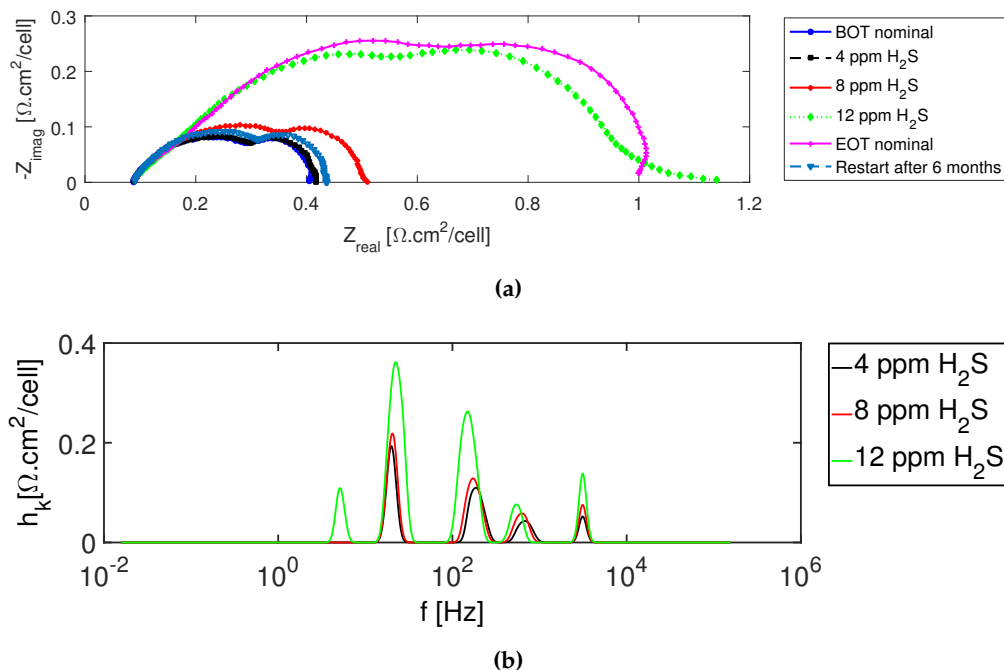 -Z_imag [Ω.cm²/cell]
0.3
0.2
0.1
0
0 0.2 0.4 0.6 0.8 1 1.2
Z_real [Ω.cm²/cell]
BOT nominal
4 ppm H₂S
8 ppm H₂S
12 ppm H₂S
EOT nominal
Restart after 6 months
(a)
h_k[Ω.cm²/cell]
0.4
0.2
0
10⁻² 10⁰ 10² 10⁴ 10⁶
f [Hz]
4 ppm H₂S
8 ppm H₂S
12 ppm H₂S
(b)